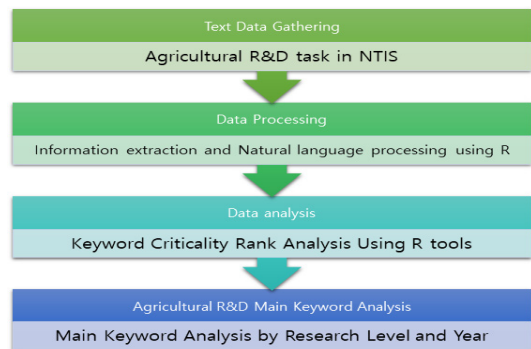 Text Data Gathering
Agricultural R&D task in NTIS
Data Processing
Information extraction and Natural language processing using R
Data analysis
Keyword Criticality Rank Analysis Using R tools
Agricultural R&D Main Keyword Analysis
Main Keyword Analysis by Research Level and Year